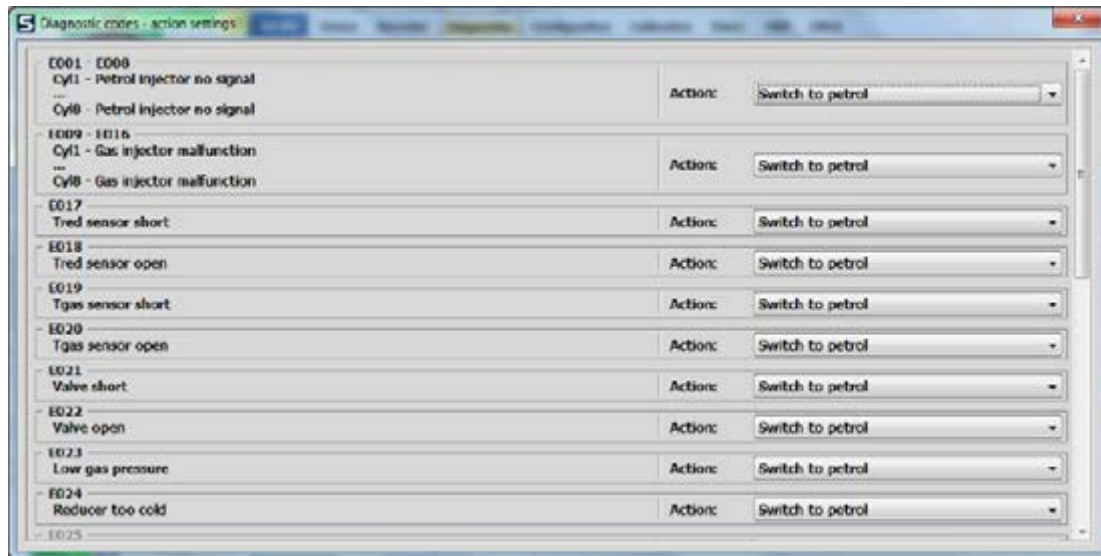 Diagnostic codes - action settings
E001 - E008
Cyl1 - Petrol injector no signal
...
Cyl8 - Petrol injector no signal
Action: Switch to petrol
E009 - E016
Cyl1 - Gas injector malfunction
...
Cyl8 - Gas injector malfunction
Action: Switch to petrol
E017
Tred sensor short
Action: Switch to petrol
E018
Tred sensor open
Action: Switch to petrol
E019
Tgas sensor short
Action: Switch to petrol
E020
Tgas sensor open
Action: Switch to petrol
E021
Valve short
Action: Switch to petrol
E022
Valve open
Action: Switch to petrol
E023
Low gas pressure
Action: Switch to petrol
E024
Reducer too cold
Action: Switch to petrol
E025